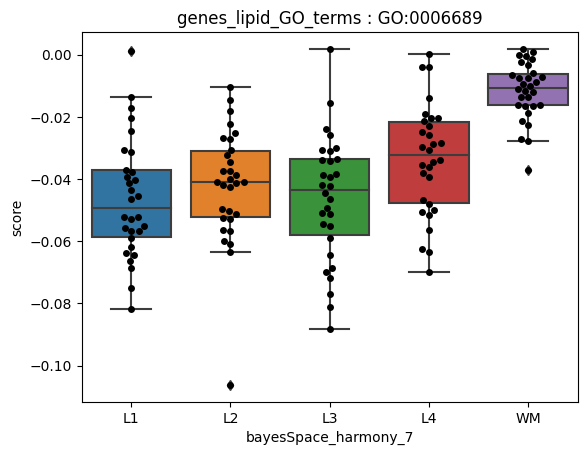 genes_lipid_GO_terms : GO:0006689
0.00
−0.02
−0.04
−0.06
−0.08
−0.10
score
L1 L2 L3 L4 WM
bayesSpace_harmony_7